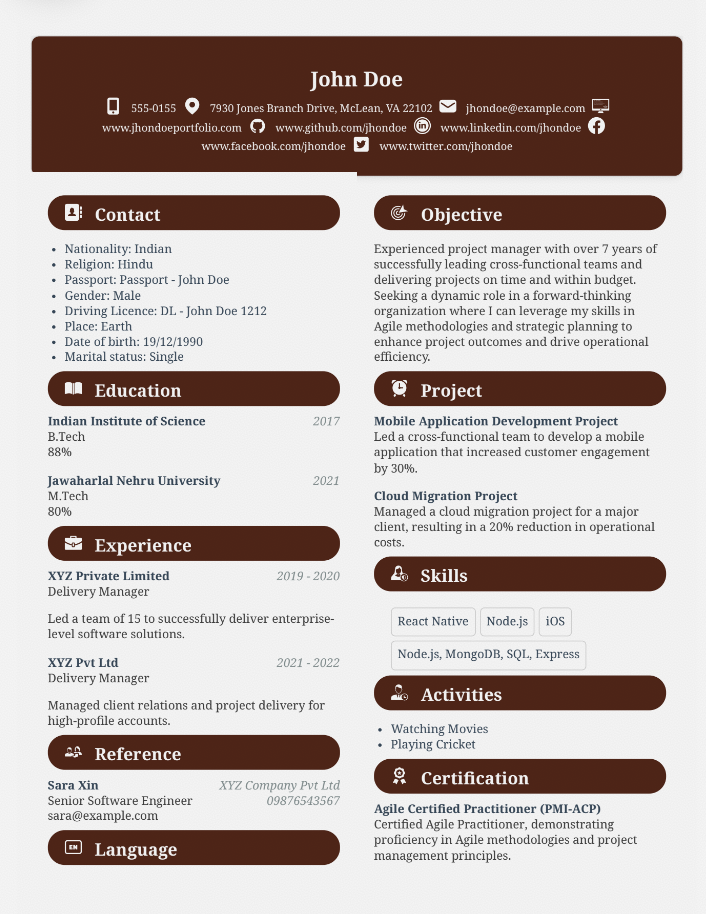 John Doe
555-0155 7930 Jones Branch Drive, McLean, VA 22102 jhondoe@example.com
www.jhondoeportfolio.com www.github.com/jhondoe www.linkedin.com/jhondoe
www.facebook.com/jhondoe www.twitter.com/jhondoe
Contact
• Nationality: Indian
• Religion: Hindu
• Passport: Passport - John Doe
• Gender: Male
• Driving Licence: DL - John Doe 1212
• Place: Earth
• Date of birth: 19/12/1990
• Marital status: Single
Education
Indian Institute of Science 2017
B.Tech
88%
Jawaharlal Nehru University 2021
M.Tech
80%
Experience
XYZ Private Limited 2019 - 2020
Delivery Manager
Led a team of 15 to successfully deliver enterprise-
level software solutions.
XYZ Pvt Ltd 2021 - 2022
Delivery Manager
Managed client relations and project delivery for
high-profile accounts.
Reference
Sara Xin XYZ Company Pvt Ltd
Senior Software Engineer 09876543567
sara@example.com
Language
Objective
Experienced project manager with over 7 years of
successfully leading cross-functional teams and
delivering projects on time and within budget.
Seeking a dynamic role in a forward-thinking
organization where I can leverage my skills in
Agile methodologies and strategic planning to
enhance project outcomes and drive operational
efficiency.
Project
Mobile Application Development Project
Led a cross-functional team to develop a mobile
application that increased customer engagement
by 30%.
Cloud Migration Project
Managed a cloud migration project for a major
client, resulting in a 20% reduction in operational
costs.
Skills
React Native Node.js iOS
Node.js, MongoDB, SQL, Express
Activities
• Watching Movies
• Playing Cricket
Certification
Agile Certified Practitioner (PMI-ACP)
Certified Agile Practitioner, demonstrating
proficiency in Agile methodologies and project
management principles.